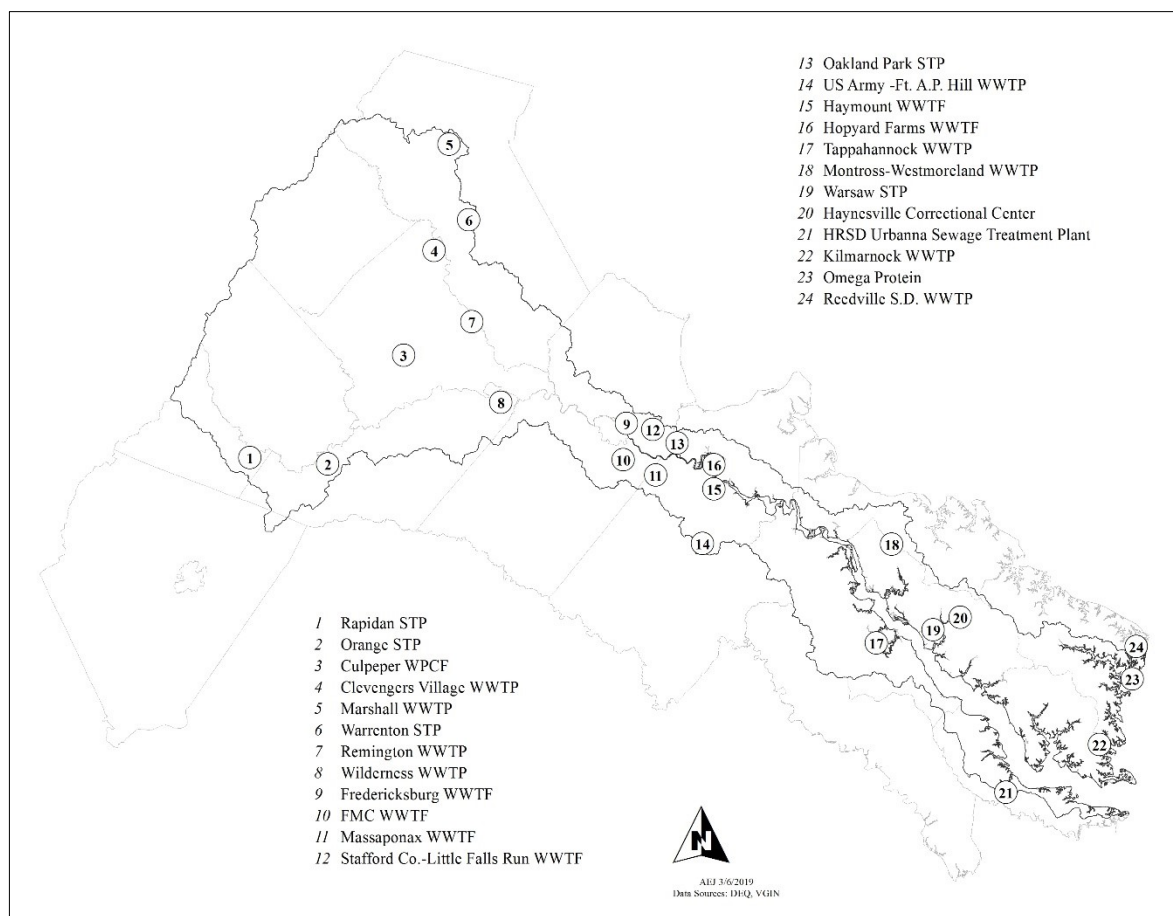 13 Oakland Park STP
14 US Army -Ft. A.P. Hill WWTP
15 Haymount WWTF
16 Hopyard Farms WWTF
17 Tappahannock WWTP
18 Montross-Westmoreland WWTP
19 Warsaw STP
20 Haynesville Correctional Center
21 HRSD Urbanna Sewage Treatment Plant
22 Kilmarnock WWTP
23 Omega Protein
24 Reedville S.D. WWTP
5
6
4
7
3
8
9
12
13
1
2
10
16
11
15
14
18
20
19
17
24
23
22
21
1 Rapidan STP
2 Orange STP
3 Culpeper WPCF
4 Clevengers Village WWTP
5 Marshall WWTP
6 Warrenton STP
7 Remington WWTP
8 Wilderness WWTP
9 Fredericksburg WWTF
10 FMC WWTF
11 Massaponax WWTF
12 Stafford Co.-Little Falls Run WWTF
N
AEJ 3/6/2019
Data Sources: DEQ, VGIN